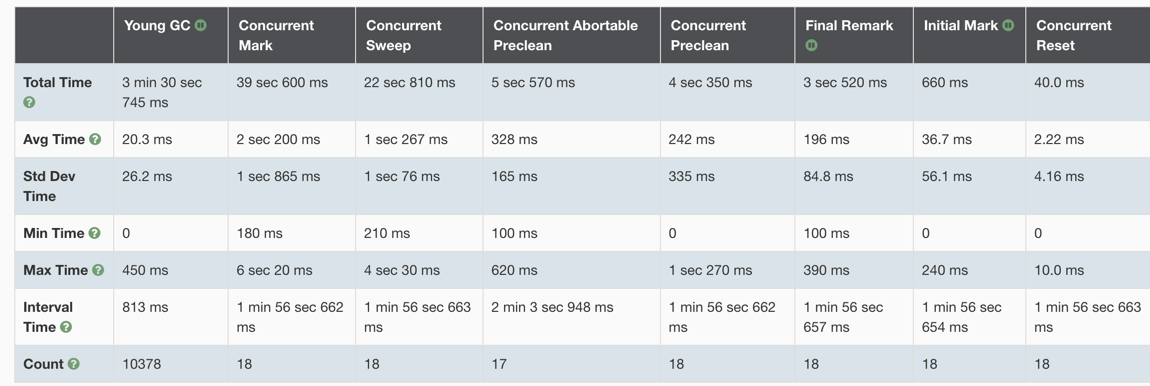 Young GC
Concurrent Mark
Concurrent Sweep
Concurrent Abortable Preclean
Concurrent Preclean
Final Remark
Initial Mark
Concurrent Reset
Total Time ?
3 min 30 sec 745 ms
39 sec 600 ms
22 sec 810 ms
5 sec 570 ms
4 sec 350 ms
3 sec 520 ms
660 ms
40.0 ms
Avg Time ?
20.3 ms
2 sec 200 ms
1 sec 267 ms
328 ms
242 ms
196 ms
36.7 ms
2.22 ms
Std Dev Time
26.2 ms
1 sec 865 ms
1 sec 76 ms
165 ms
335 ms
84.8 ms
56.1 ms
4.16 ms
Min Time ?
0
180 ms
210 ms
100 ms
0
100 ms
0
0
Max Time ?
450 ms
6 sec 20 ms
4 sec 30 ms
620 ms
1 sec 270 ms
390 ms
240 ms
10.0 ms
Interval Time ?
813 ms
1 min 56 sec 662 ms
1 min 56 sec 663 ms
2 min 3 sec 948 ms
1 min 56 sec 662 ms
1 min 56 sec 657 ms
1 min 56 sec 654 ms
1 min 56 sec 663 ms
Count ?
10378
18
18
17
18
18
18
18